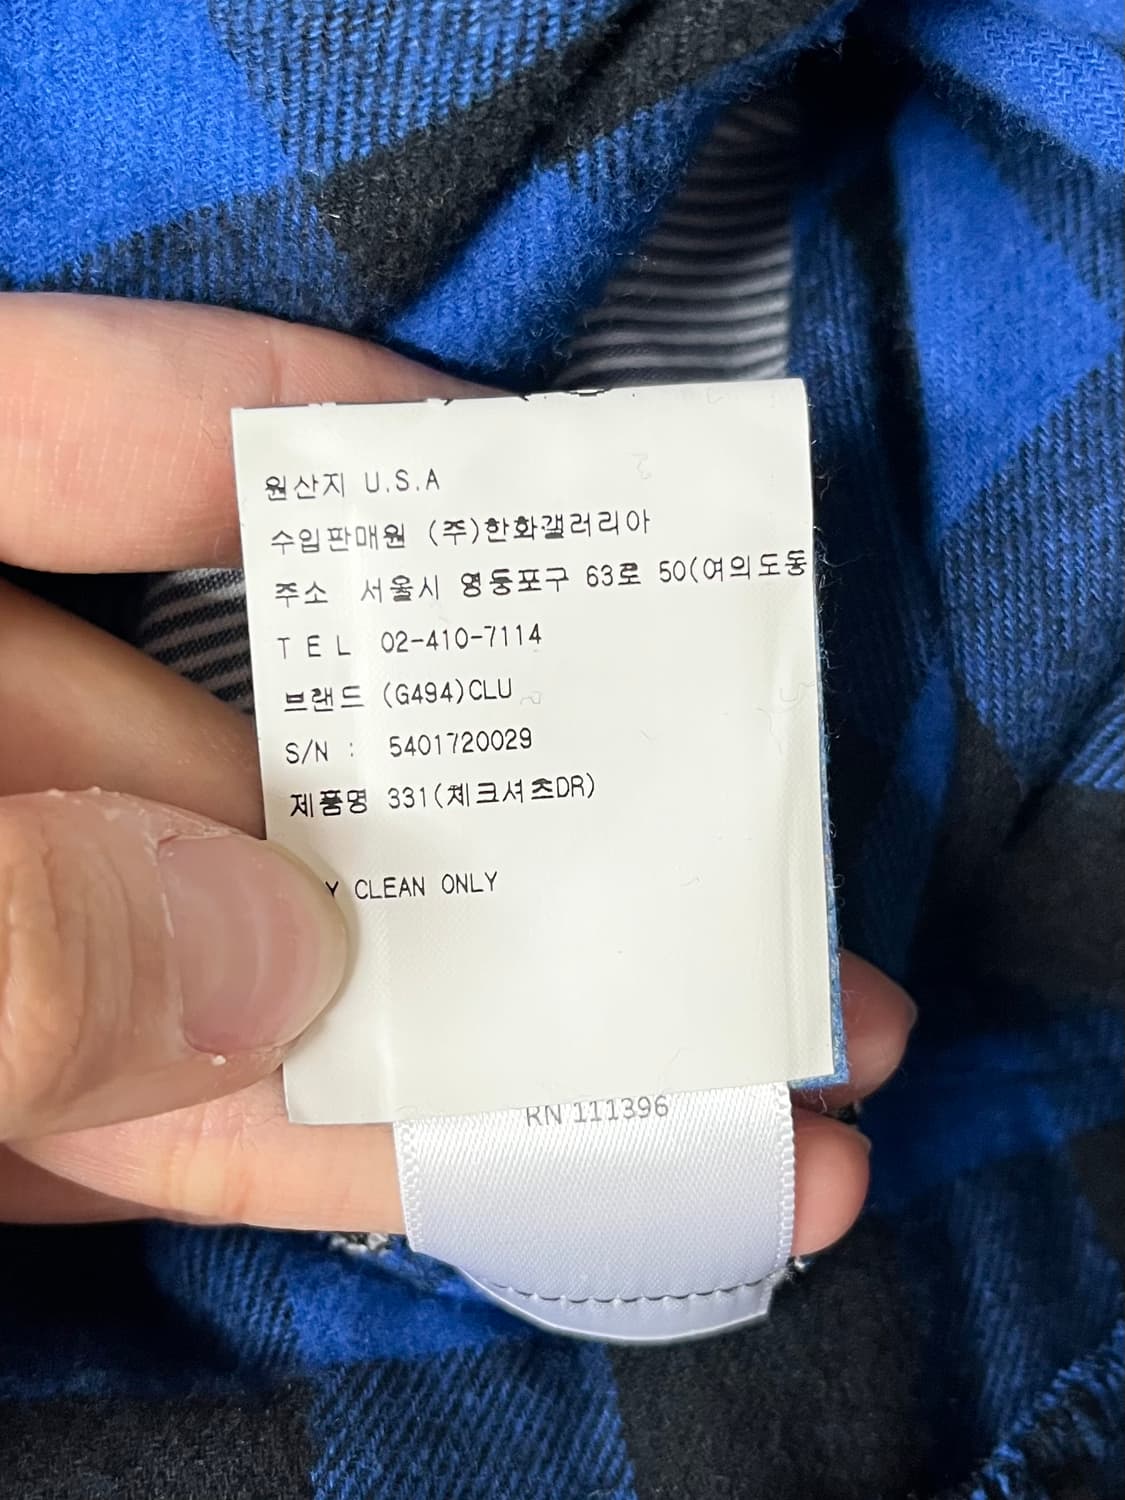 원산지 U.S.A
수입판매원 (주)한화갤러리아
주소 서울시 영등포구 63로 50(여의도동
TEL 02-410-7114
브랜드 (G494)CLU
S/N : 5401720029
제품명 331(체크셔츠DR)
Y CLEAN ONLY
RN 111396